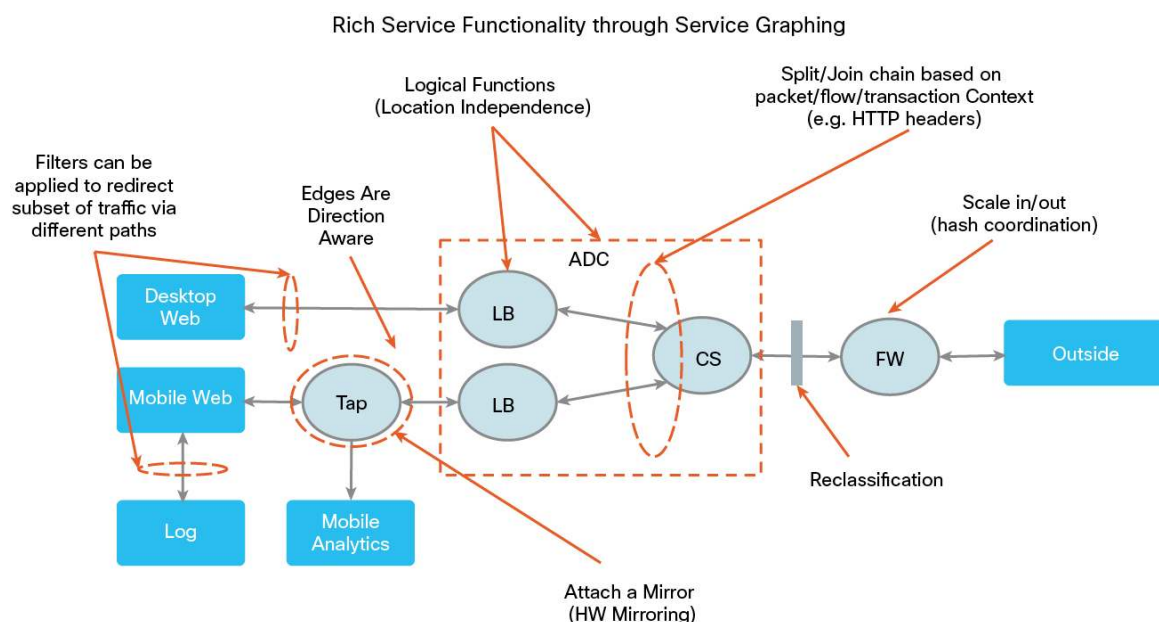 Rich Service Functionality through Service Graphing
Logical Functions
(Location Independence)
Split/Join chain based on
packet/flow/transaction Context
(e.g. HTTP headers)
Filters can be
applied to redirect
subset of traffic via
different paths
Edges Are
Direction
Aware
Scale in/out
(hash coordination)
ADC
Desktop
Web
LB
CS
FW
Outside
Mobile Web
Tap
LB
Reclassification
Log
Mobile
Analytics
Attach a Mirror
(HW Mirroring)